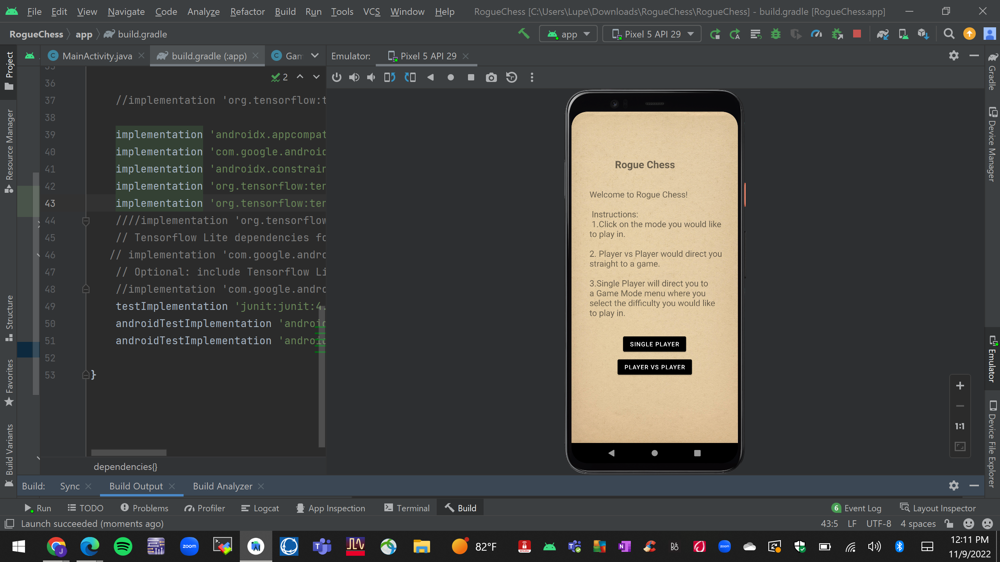 File Edit View Navigate Code Analyze Refactor Build Run Tools VCS Window Help RogueChess [C:\Users\Lupe\Downloads\RogueChess\RogueChess] - build.gradle [RogueChess.app]
RogueChess app build.gradle
app
Pixel 5 API 29
MainActivity.java
build.gradle (:app)
Gam
Emulator:
Pixel 5 API 29
Project
Resource Manager
Structure
Favorites
Build Variants
2
36
37 //implementation 'org.tensorflow:t
38
39 implementation 'androidx.appcompat
40 implementation 'com.google.android
41 implementation 'androidx.constrain
42 implementation 'org.tensorflow:ten
43 implementation 'org.tensorflow:ten
44 ////implementation 'org.tensorflow
45 // Tensorflow Lite dependencies fo
46 // implementation 'com.google.andro
47 // Optional: include Tensorflow Li
48 //implementation 'com.google.andro
49 testImplementation 'junit:junit:4.
50 androidTestImplementation 'android
51 androidTestImplementation 'android
52
53 }
dependencies{}
Rogue Chess
Welcome to Rogue Chess!
Instructions:
1.Click on the mode you would like
to play in.
2. Player vs Player would direct you
straight to a game.
3.Single Player will direct you to
a Game Mode menu where you
select the difficulty you would like
to play in.
SINGLE PLAYER
PLAYER VS PLAYER
1:1
Gradle
Device Manager
Emulator
Device File Explorer
Build: Sync Build Output Build Analyzer
Run TODO Problems Profiler Logcat App Inspection Terminal Build
6 Event Log Layout Inspector
Launch succeeded (moments ago)
43:5 LF UTF-8 4 spaces
zoom
82°F
zoom
12:11 PM
11/9/2022